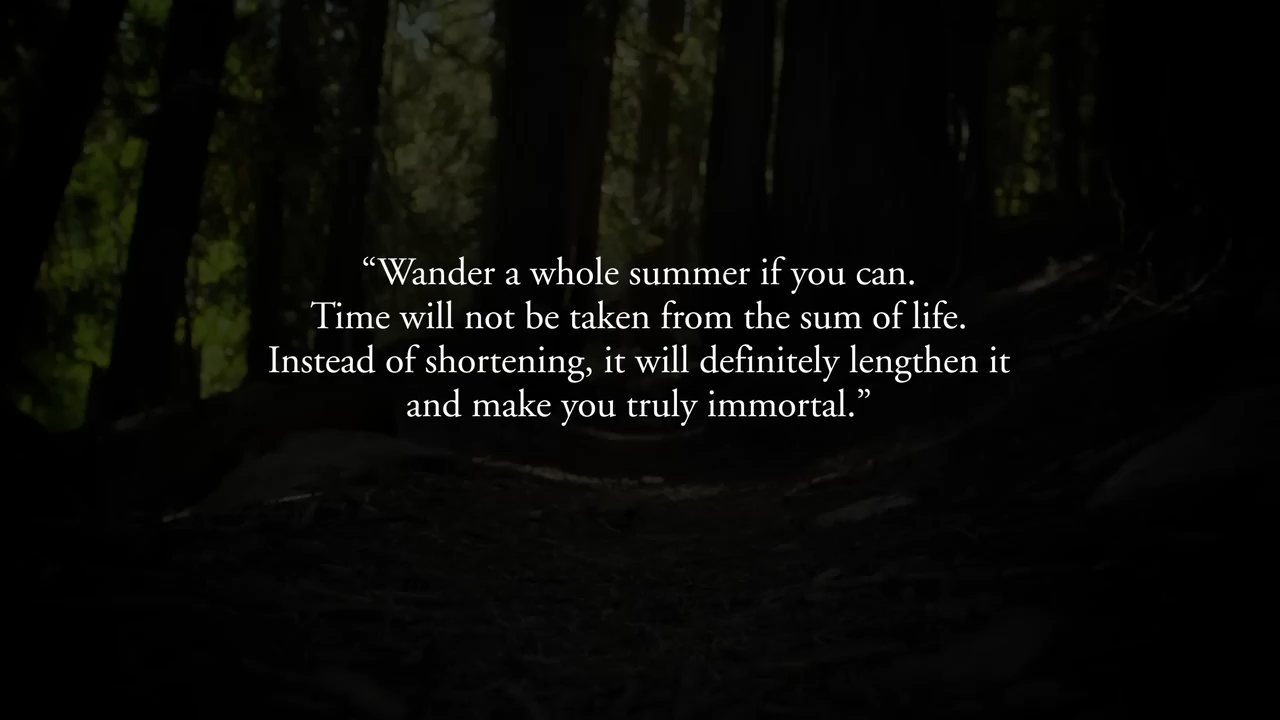 “Wander a whole summer if you can.
Time will not be taken from the sum of life.
Instead of shortening, it will definitely lengthen it
and make you truly immortal.”